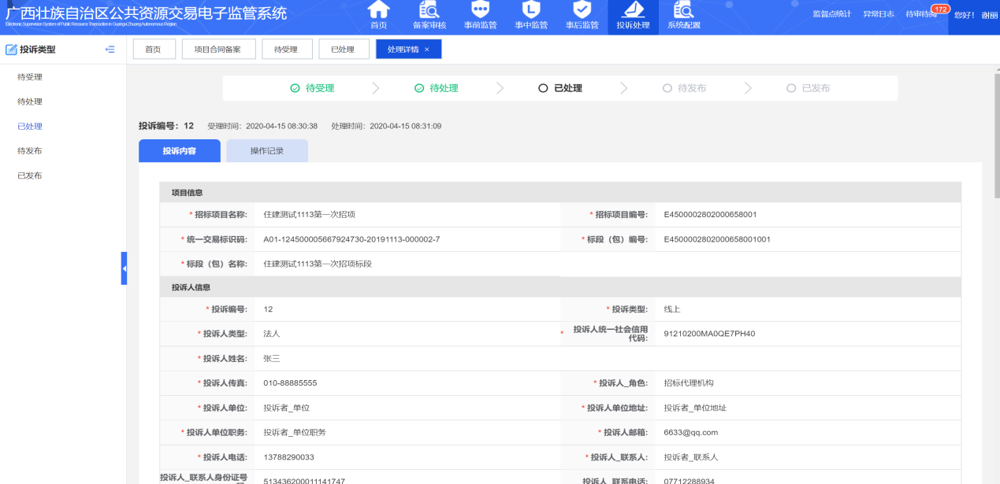 广西壮族自治区公共资源交易电子监管系统
Electronic Supervision System of Public Resource Transaction in Guangxi Zhuang Autonomous Region
首页 备案审核 事前监管 事中监管 事后监管 投诉处理 系统配置
监督点统计 异常日志 待审待阅 172 您好! 谢丽
投诉类型
首页 项目合同备案 待受理 已处理 处理详情 ×
待受理
待处理
已处理
待发布
已发布
待受理 待处理 已处理 待发布 已发布
投诉编号: 12 受理时间: 2020-04-15 08:30:38 处理时间: 2020-04-15 08:31:09
投诉内容 操作记录
项目信息
* 招标项目名称: 住建测试1113第一次招项 * 招标项目编号: E4500002802000658001
* 统一交易标识码: A01-124500005667924730-20191113-000002-7 * 标段（包）编号: E4500002802000658001001
* 标段（包）名称: 住建测试1113第一次招项标段
投诉人信息
* 投诉编号: 12 * 投诉类型: 线上
* 投诉人类型: 法人 * 投诉人统一社会信用代码: 91210200MA0QE7PH40
* 投诉人姓名: 张三
* 投诉人传真: 010-88885555 * 投诉人_角色: 招标代理机构
* 投诉人单位: 投诉者_单位 * 投诉人单位地址: 投诉者_单位地址
* 投诉人单位职务: 投诉者_单位职务 * 投诉人邮箱: 6633@qq.com
* 投诉人电话: 13788290033 * 投诉人_联系人: 投诉者_联系人
投诉人_联系人身份证号 513436200011141747 投诉人_联系电话: 07712288934